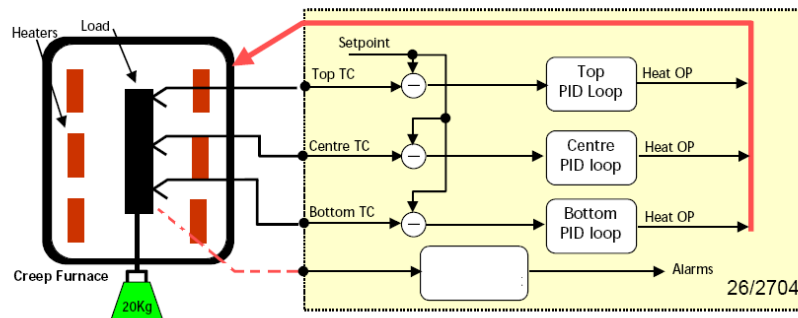 Heaters
Load
Setpoint
Top TC
Top
PID Loop
Heat OP
Centre TC
Centre
PID loop
Heat OP
Bottom TC
Bottom
PID loop
Heat OP
Creep Furnace
20Kg
:
Alarms
26/2704